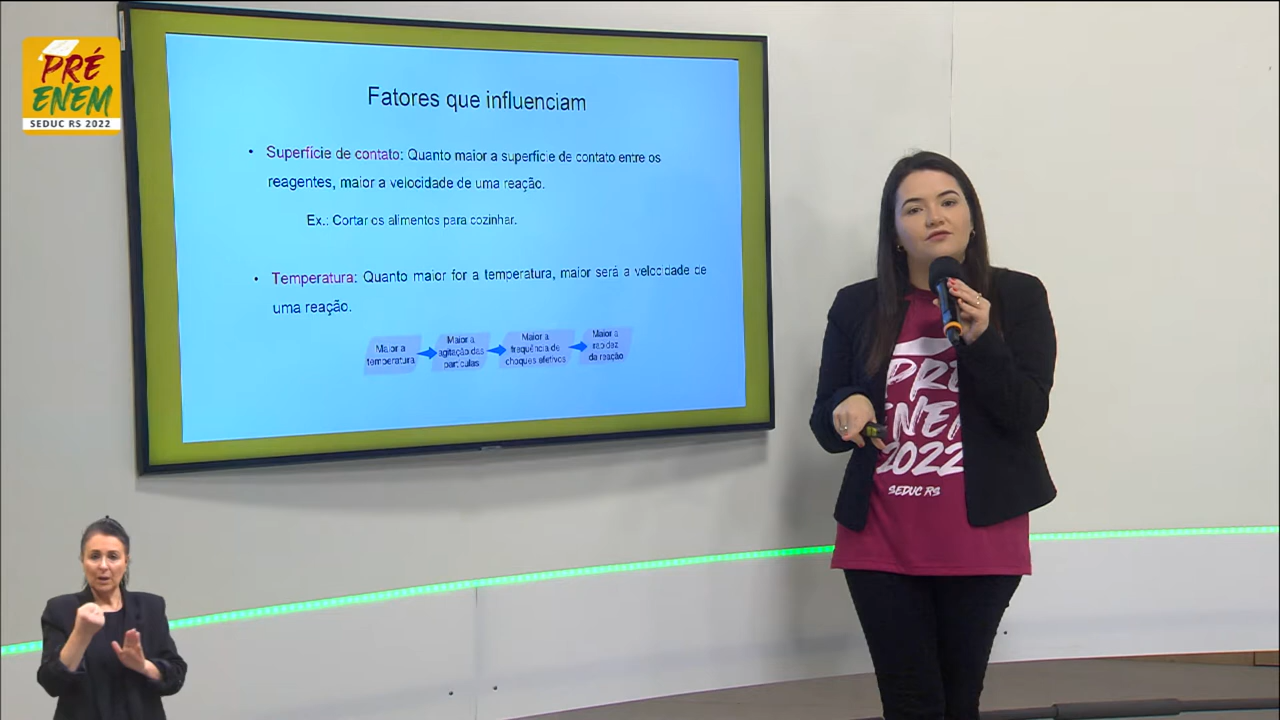 PRÉ
ENEM
SEDUC RS 2022
Fatores que influenciam
• Superfície de contato: Quanto maior a superfície de contato entre os
reagentes, maior a velocidade de uma reação.
Ex.: Cortar os alimentos para cozinhar.
• Temperatura: Quanto maior for a temperatura, maior será a velocidade de
uma reação.
Maior a
temperatura
Maior a
agitação das
partículas
Maior a
frequência de
choques efetivos
Maior a
rapidez
da reação
PRÉ
ENEM
2022
SEDUC RS